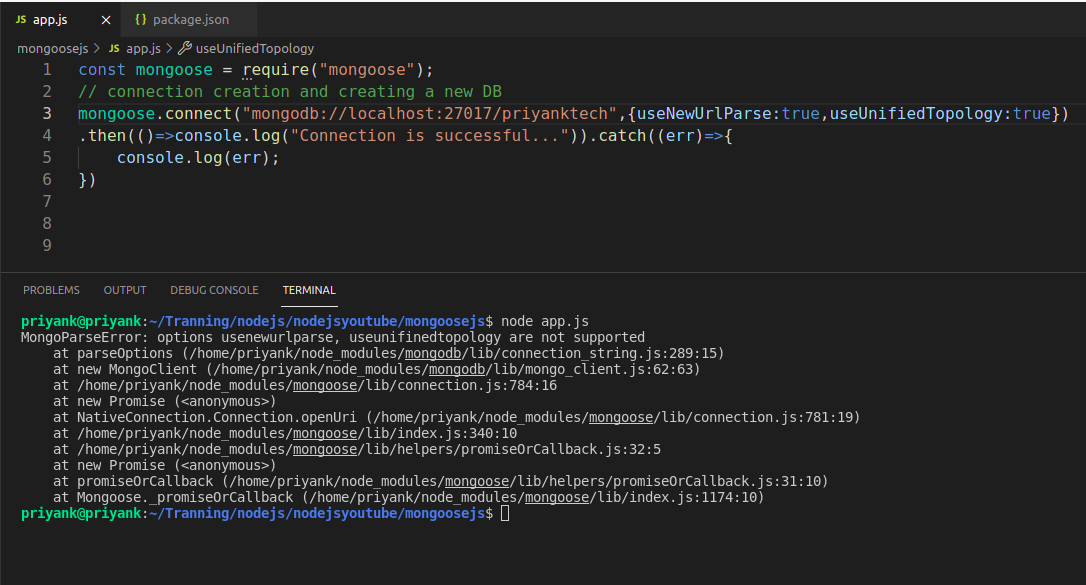 JS app.js × {} package.json
mongoosejs > JS app.js > useUnifiedTopology
1 const mongoose = require("mongoose");
2 // connection creation and creating a new DB
3 mongoose.connect("mongodb://localhost:27017/priyanktech",{useNewUrlParse:true,useUnifiedTopology:true})
4 .then(()=>console.log("Connection is successful...")).catch((err)=>{
5 console.log(err);
6 })
7
8
9
PROBLEMS OUTPUT DEBUG CONSOLE TERMINAL
priyank@priyank:~/Tranning/nodejs/nodejsyoutube/mongoosejs$ node app.js
MongoParseError: options usenewurlparse, useunifinedtopology are not supported
at parseOptions (/home/priyank/node_modules/mongodb/lib/connection_string.js:289:15)
at new MongoClient (/home/priyank/node_modules/mongodb/lib/mongo_client.js:62:63)
at /home/priyank/node_modules/mongoose/lib/connection.js:784:16
at new Promise (<anonymous>)
at NativeConnection.Connection.openUri (/home/priyank/node_modules/mongoose/lib/connection.js:781:19)
at /home/priyank/node_modules/mongoose/lib/index.js:340:10
at /home/priyank/node_modules/mongoose/lib/helpers/promiseOrCallback.js:32:5
at new Promise (<anonymous>)
at promiseOrCallback (/home/priyank/node_modules/mongoose/lib/helpers/promiseOrCallback.js:31:10)
at Mongoose._promiseOrCallback (/home/priyank/node_modules/mongoose/lib/index.js:1174:10)
priyank@priyank:~/Tranning/nodejs/nodejsyoutube/mongoosejs$